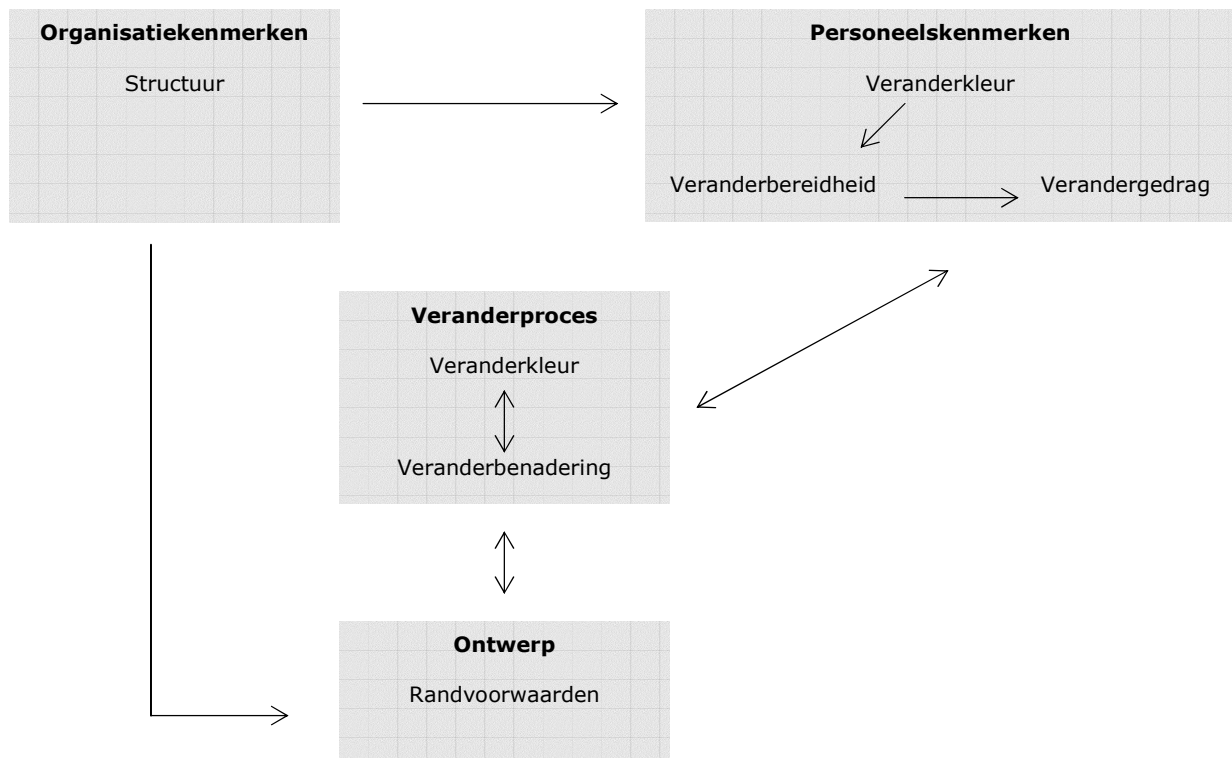 Organisatiekenmerken
Structuur
Personeelskenmerken
Veranderkleur
Veranderbereidheid
Verandergedrag
Veranderproces
Veranderkleur
Veranderbenadering
Ontwerp
Randvoorwaarden